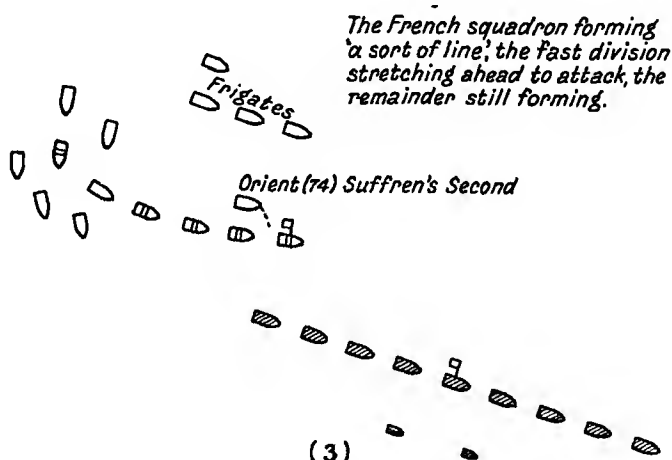 The French squadron forming
'a sort of line', the fast division
stretching ahead to attack, the
remainder still forming.
Frigates
Orient (74) Suffren's Second
(3)